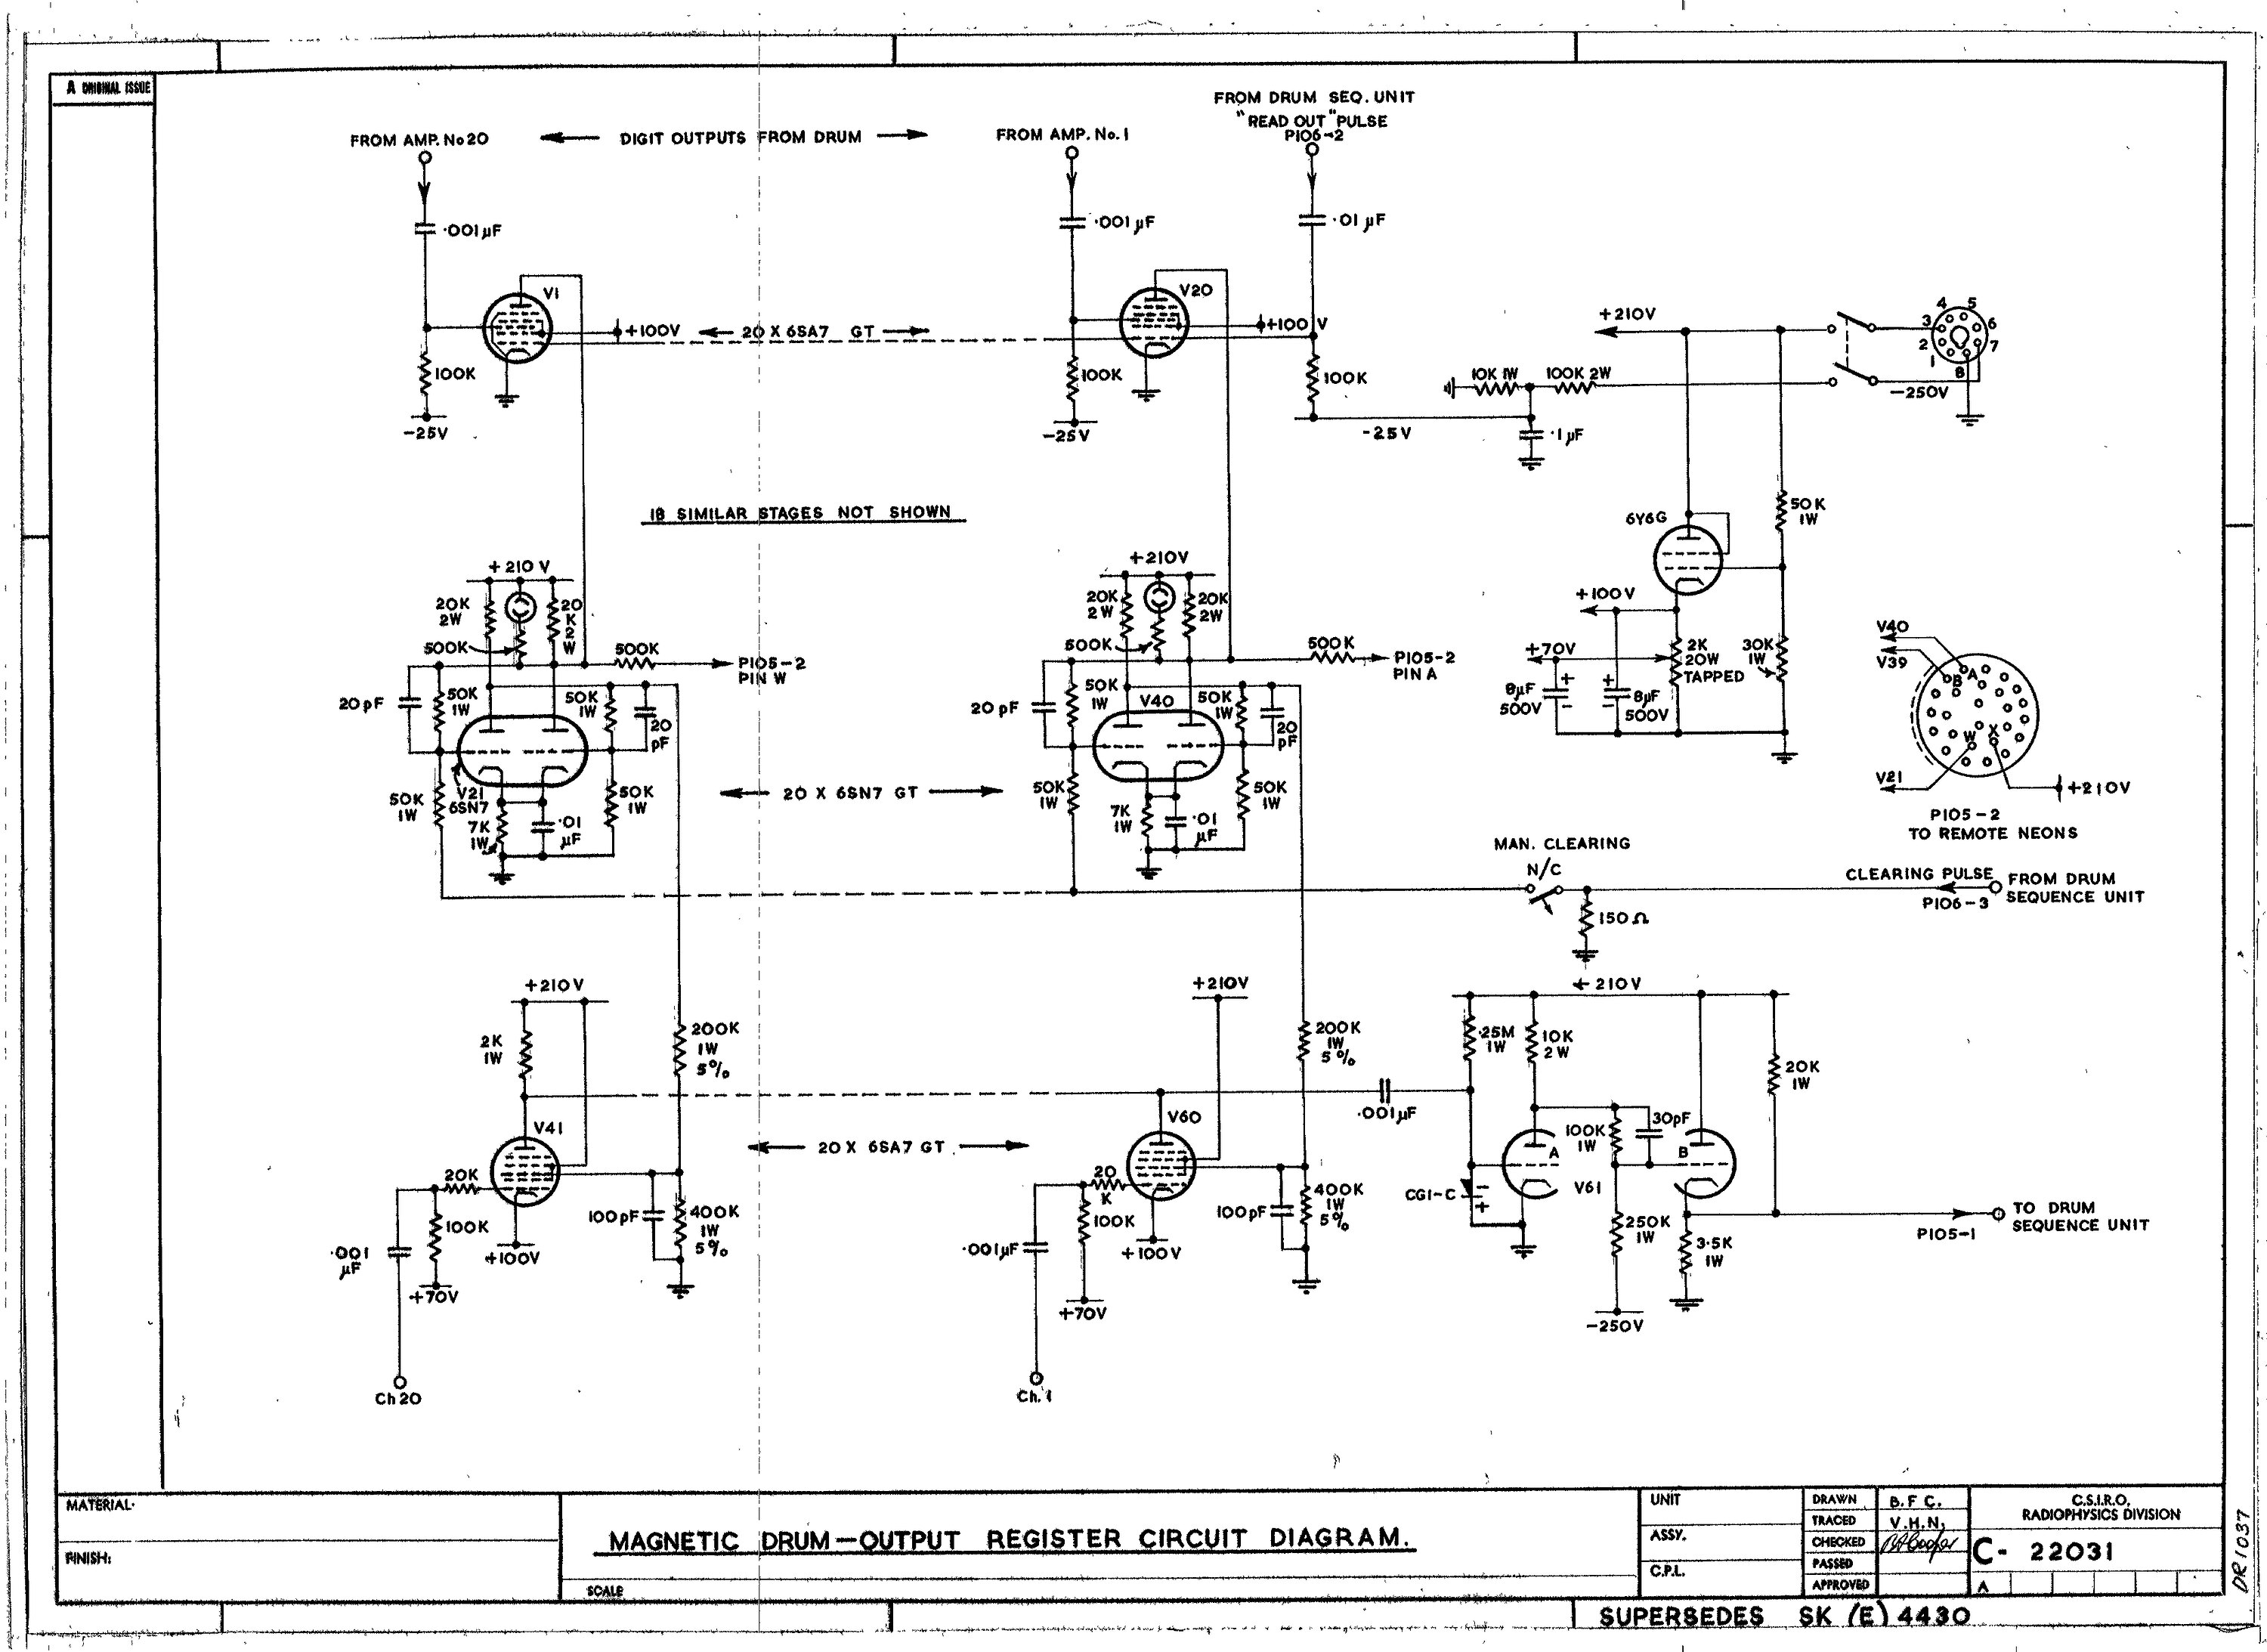 A ORIGINAL ISSUE
FROM DRUM SEQ. UNIT
"READ OUT" PULSE
P106-2
FROM AMP. No 20
DIGIT OUTPUTS FROM DRUM
FROM AMP. No. 1
.001 µF
.001 µF
.01 µF
V1
+100V
20 X 6SA7 GT
V20
+100 V
100K
-25V
100K
-25V
100K
-25V
+210V
10K 1W
100K 2W
.1µF
4 5
3 6
2 7
1 8
-250V
18 SIMILAR STAGES NOT SHOWN
6Y6G
50K
1W
+100V
+70V
2K
20W
TAPPED
30K
1W
8µF
500V
8µF
500V
+210 V
20K
2W
20
K
2
W
500K
500K
P105-2
PIN W
20pF
50K
1W
50K
1W
20
pF
50K
1W
V21
6SN7
7K
1W
.01
µF
50K
1W
20 X 6SN7 GT
+210V
20K
2W
20K
2W
500K
500K
P105-2
PIN A
20pF
50K
1W
V40
50K
1W
20
pF
50K
1W
7K
1W
.01
µF
50K
1W
V40
V39
A
B
W
X
V21
+210V
P105-2
TO REMOTE NEONS
MAN. CLEARING
N/C
150Ω
CLEARING PULSE
P106-3
FROM DRUM
SEQUENCE UNIT
+210V
2K
1W
200K
1W
5%
V41
20K
100K
.001
µF
+70V
+100V
100pF
400K
1W
5%
Ch 20
20 X 6SA7 GT
+210V
200K
1W
5%
V60
20
K
100K
.001µF
+70V
+100V
100pF
400K
1W
5%
Ch. 1
.001µF
+210V
.25M
1W
10K
2W
20K
1W
100K
1W
30pF
A
B
V61
CG1-C
-
+
250K
1W
-250V
3.5K
1W
P105-1
TO DRUM
SEQUENCE UNIT
MATERIAL.
FINISH:
MAGNETIC DRUM-OUTPUT REGISTER CIRCUIT DIAGRAM.
SCALE
UNIT
ASSY.
C.P.L.
DRAWN B.F.C.
TRACED V.H.N.
CHECKED
PASSED
APPROVED
C.S.I.R.O.
RADIOPHYSICS DIVISION
C- 22031
A
SUPERSEDES SK (E) 4430
DR1037